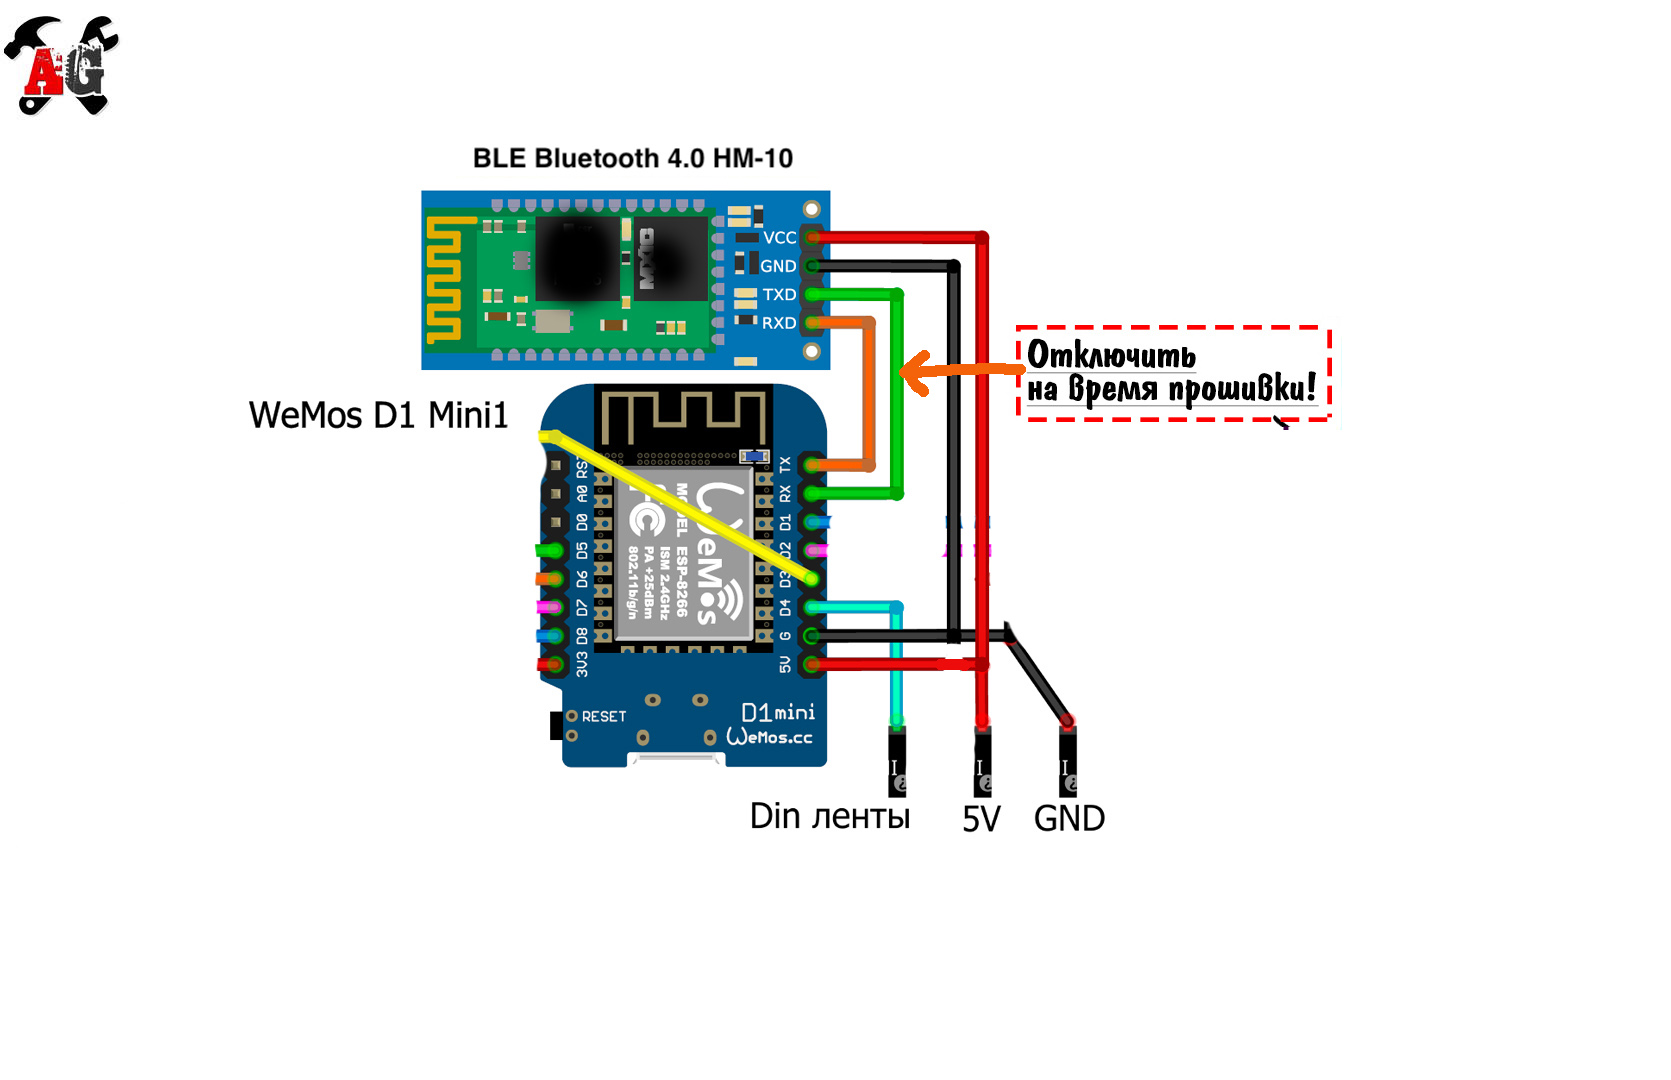 AG
BLE Bluetooth 4.0 HM-10
VCC
GND
TXD
RXD
MXIC
Отключить
на время прошивки!
WeMos D1 Mini1
RS
A0
D0
D5
D6
D7
D8
3V3
TX
RX
D1
D2
D3
D4
G
5V
WeMos
MODEL ESP-8266
ISM 2.4GHz
PA +25dBm
802.11b/g/n
RESET
D1mini
WeMos.cc
Din ленты
5V
GND